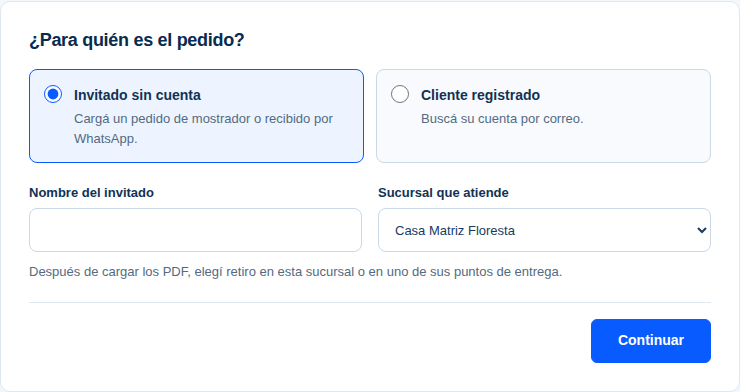 ¿Para quién es el pedido?
Invitado sin cuenta
Cargá un pedido de mostrador o recibido por
WhatsApp.
Cliente registrado
Buscá su cuenta por correo.
Nombre del invitado
Sucursal que atiende
Casa Matriz Floresta
Después de cargar los PDF, elegí retiro en esta sucursal o en uno de sus puntos de entrega.
Continuar